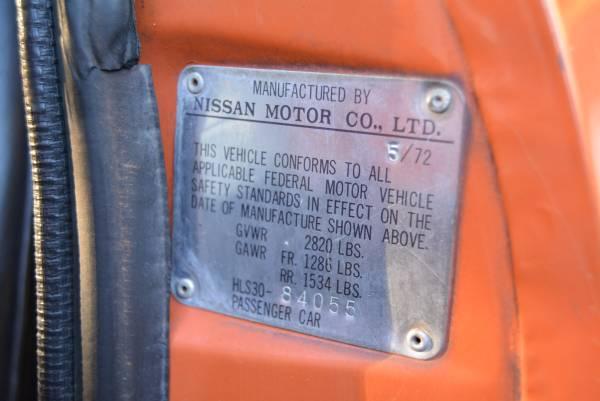 MANUFACTURED BY
NISSAN MOTOR CO., LTD.
5/72
THIS VEHICLE CONFORMS TO ALL
APPLICABLE FEDERAL MOTOR VEHICLE
SAFETY STANDARDS IN EFFECT ON THE
DATE OF MANUFACTURE SHOWN ABOVE.
GVWR 2820 LBS.
GAWR FR. 1286 LBS.
RR. 1534 LBS.
HLS30-84055
PASSENGER CAR